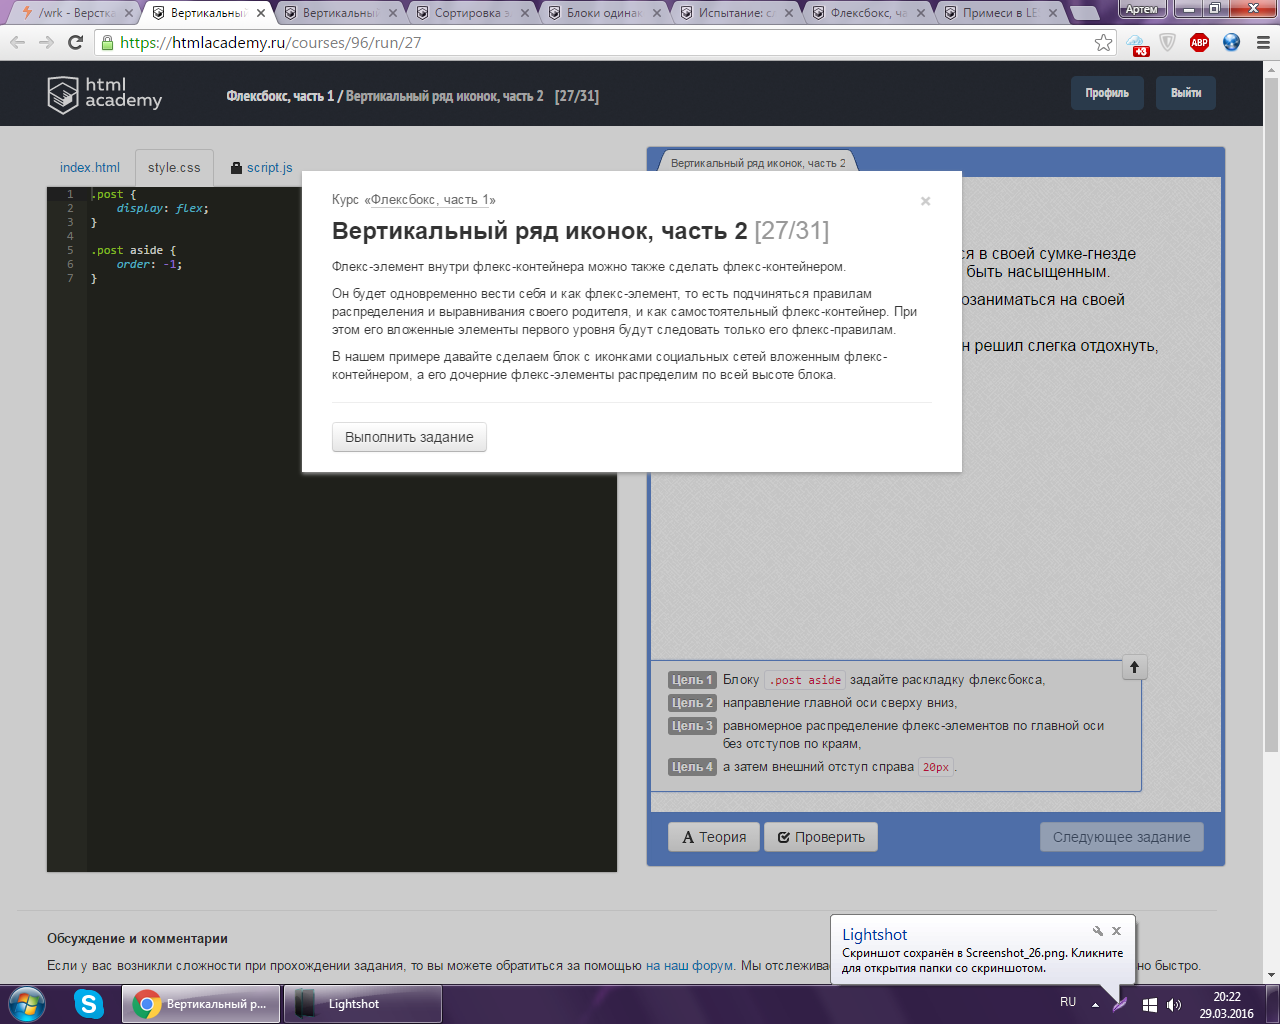 /wrk - Верстка
Вертикальный
Вертикальный
Сортировка э
Блоки одинак
Испытание: с
Флексбокс, ча
Примеси в LE
Артем
https://htmlacademy.ru/courses/96/run/27
+3
ABP
html
academy
Флексбокс, часть 1 / Вертикальный ряд иконок, часть 2 [27/31]
Профиль
Выйти
index.html
style.css
script.js
Вертикальный ряд иконок, часть 2
1 .post {
2 display: flex;
3 }
4
5 .post aside {
6 order: -1;
7 }
Курс «Флексбокс, часть 1»
×
Вертикальный ряд иконок, часть 2 [27/31]
Флекс-элемент внутри флекс-контейнера можно также сделать флекс-контейнером.
Он будет одновременно вести себя и как флекс-элемент, то есть подчиняться правилам
распределения и выравнивания своего родителя, и как самостоятельный флекс-контейнер. При
этом его вложенные элементы первого уровня будут следовать только его флекс-правилам.
В нашем примере давайте сделаем блок с иконками социальных сетей вложенным флекс-
контейнером, а его дочерние флекс-элементы распределим по всей высоте блока.
Выполнить задание
ся в своей сумке-гнезде
быть насыщенным.
озаниматься на своей
н решил слегка отдохнуть,
Цель 1 Блоку .post aside задайте раскладку флексбокса,
Цель 2 направление главной оси сверху вниз,
Цель 3 равномерное распределение флекс-элементов по главной оси
без отступов по краям,
Цель 4 а затем внешний отступ справа 20px.
Теория
Проверить
Следующее задание
Обсуждение и комментарии
Если у вас возникли сложности при прохождении задания, то вы можете обратиться за помощью на наш форум. Мы отслежива
но быстро.
Lightshot
Скриншот сохранён в Screenshot_26.png. Кликните
для открытия папки со скриншотом.
Вертикальный р...
Lightshot
RU
20:22
29.03.2016